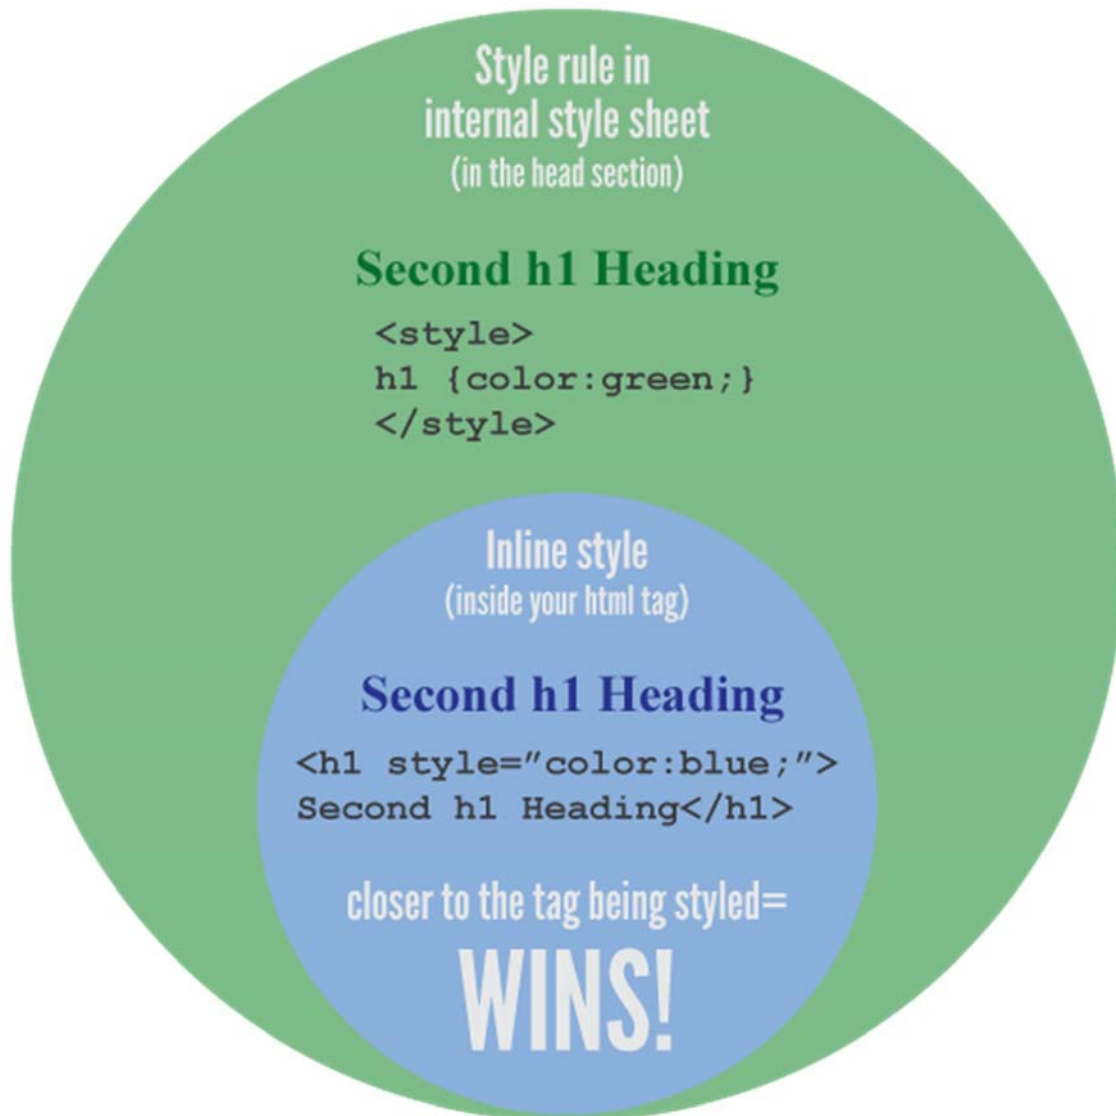 Style rule in
internal style sheet
(in the head section)
Second h1 Heading
<style>
h1 {color:green;}
</style>
Inline style
(inside your html tag)
Second h1 Heading
<h1 style=”color:blue;”>
Second h1 Heading</h1>
closer to the tag being styled=
WINS!